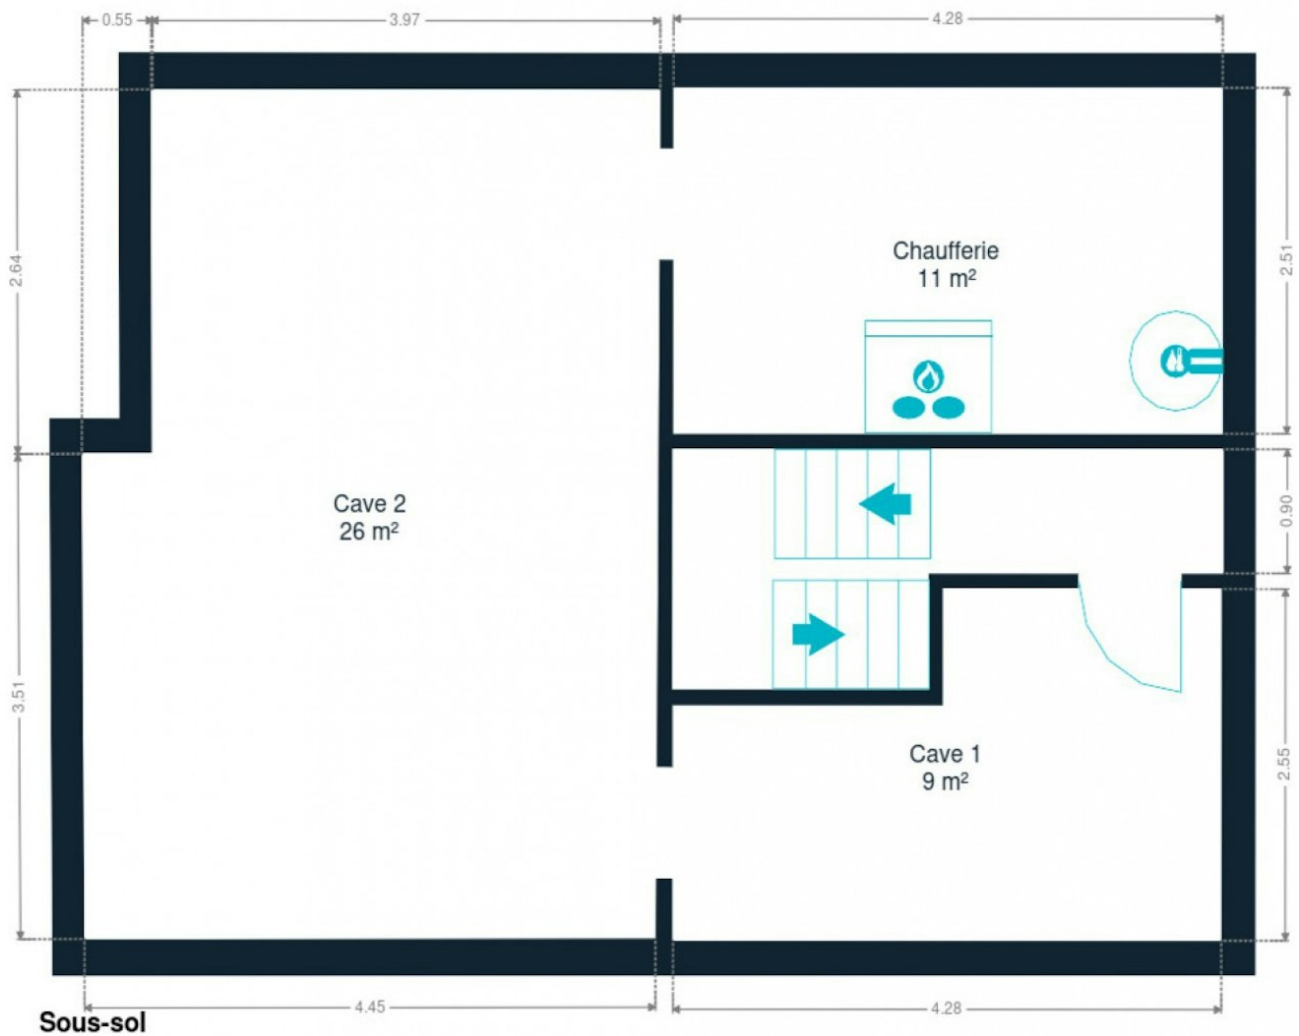 0.55
3.97
4.28
2.64
2.51
Chaufferie
11 m²
Cave 2
26 m²
0.90
3.51
Cave 1
9 m²
2.55
4.45
4.28
Sous-sol